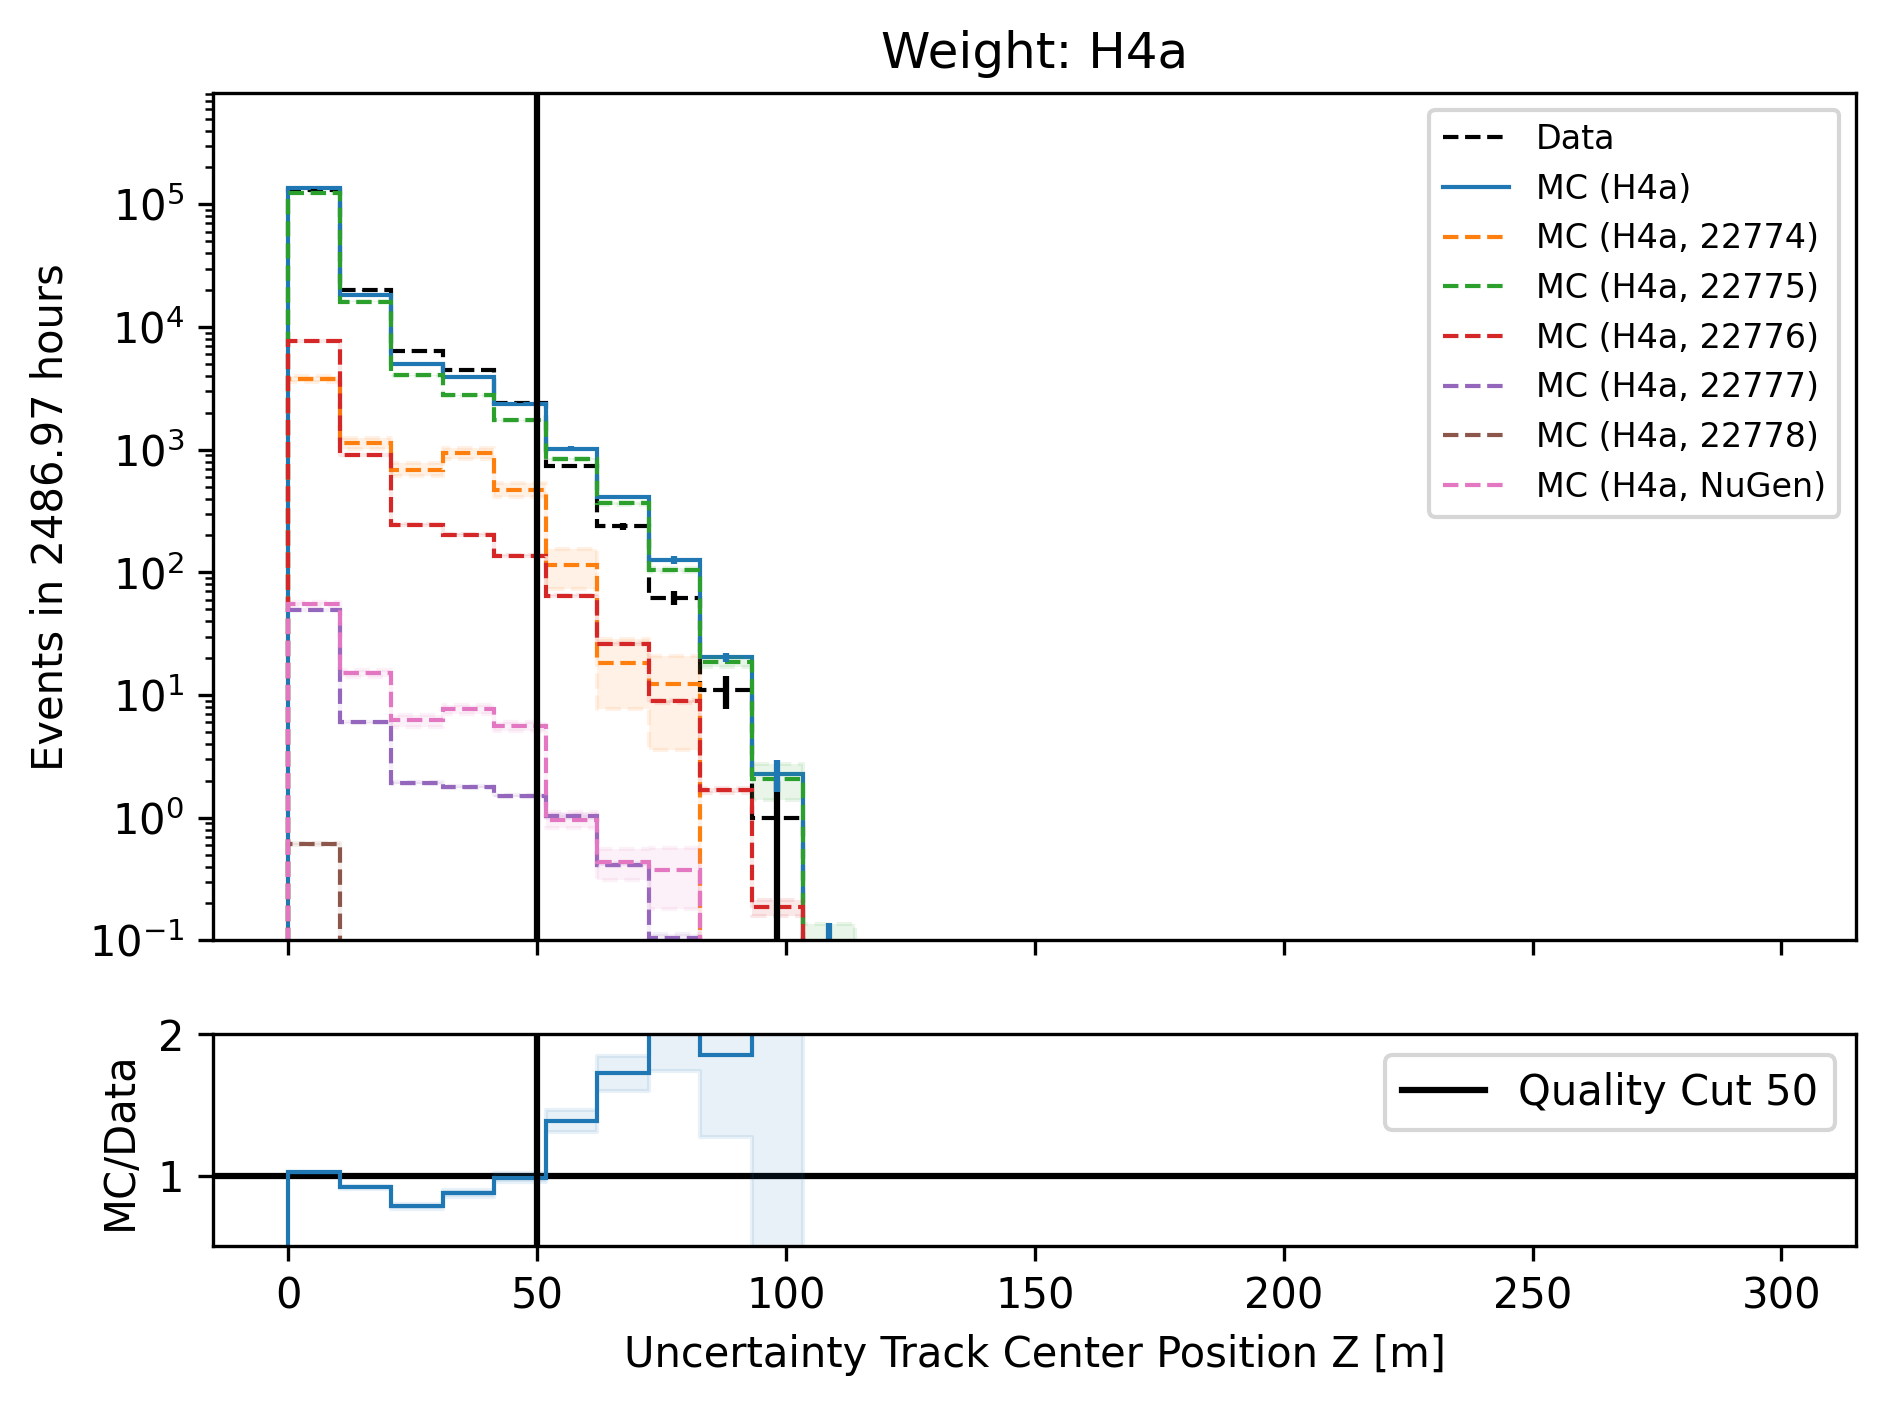 Weight: H4a
Events in 2486.97 hours
10⁵
10⁴
10³
10²
10¹
10⁰
10⁻¹
Data
MC (H4a)
MC (H4a, 22774)
MC (H4a, 22775)
MC (H4a, 22776)
MC (H4a, 22777)
MC (H4a, 22778)
MC (H4a, NuGen)
MC/Data
2
1
Quality Cut 50
0 50 100 150 200 250 300
Uncertainty Track Center Position Z [m]